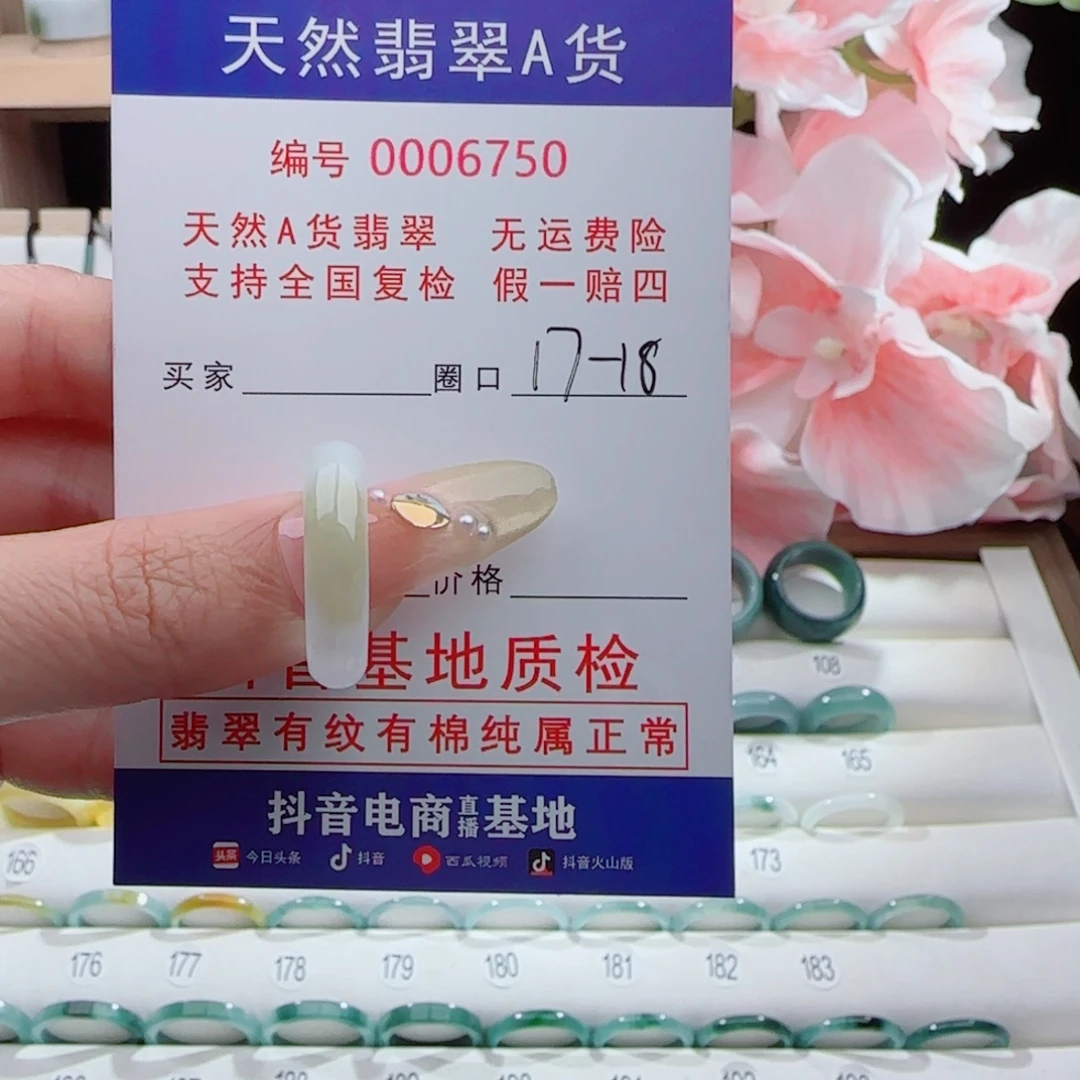 天然翡翠A货
编号 0006750
天然A货翡翠 无运费险
支持全国复检 假一赔四
买家 圈口 17-18
价格
基地质检
翡翠有纹有棉纯属正常
抖音电商直播基地
头条 今日头条 抖音 西瓜视频 抖音火山版
108
164 165
166 173
176 177 178 179 180 181 182 183